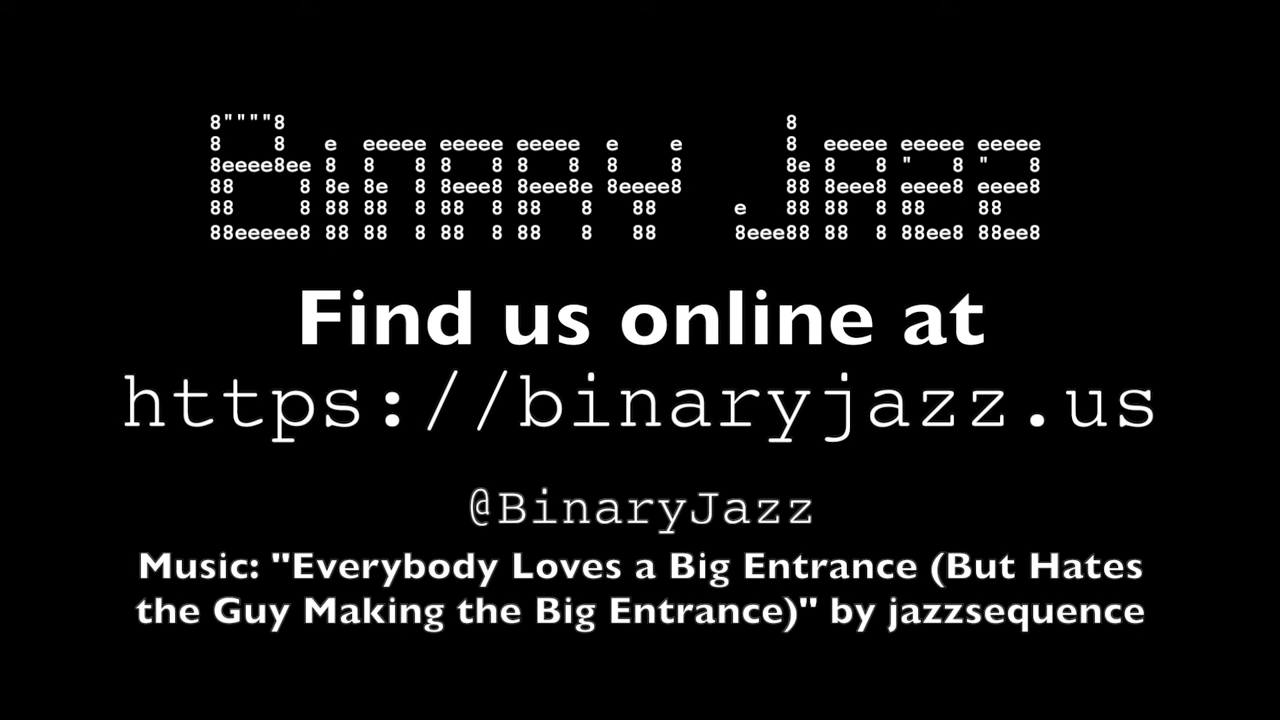 Binary Jazz
Find us online at
https://binaryjazz.us
@BinaryJazz
Music: "Everybody Loves a Big Entrance (But Hates
the Guy Making the Big Entrance)" by jazzsequence